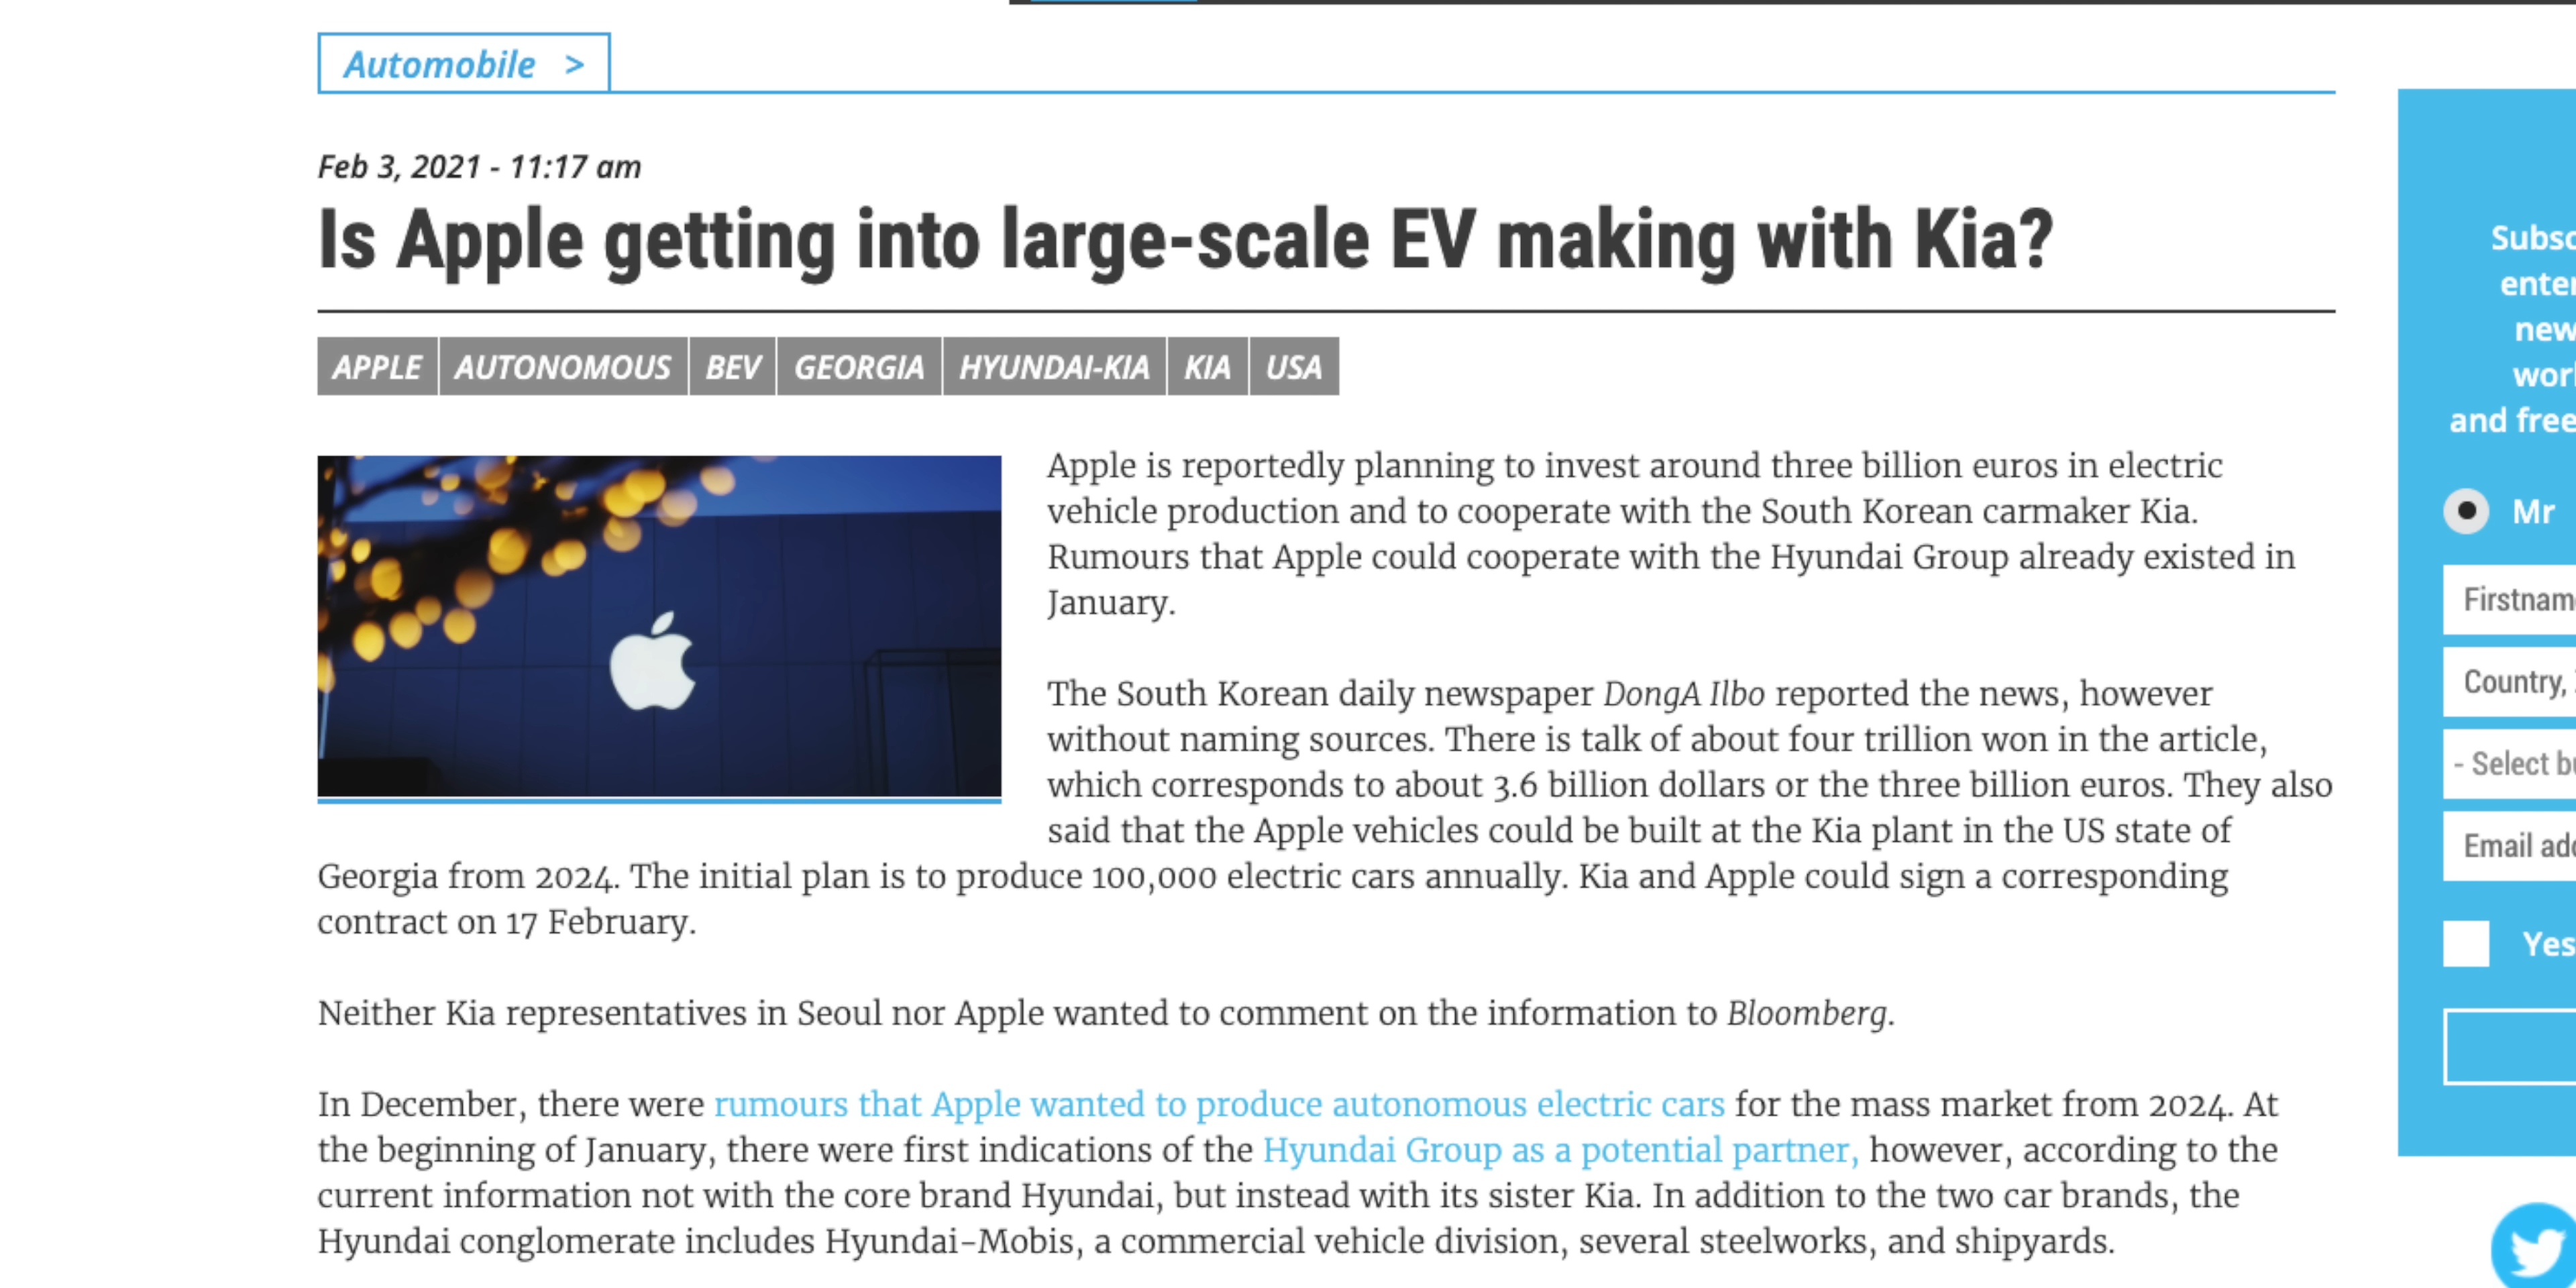 Automobile >
Feb 3, 2021 - 11:17 am
Is Apple getting into large-scale EV making with Kia?
APPLE AUTONOMOUS BEV GEORGIA HYUNDAI-KIA KIA USA
Apple is reportedly planning to invest around three billion euros in electric
vehicle production and to cooperate with the South Korean carmaker Kia.
Rumours that Apple could cooperate with the Hyundai Group already existed in
January.
The South Korean daily newspaper DongA Ilbo reported the news, however
without naming sources. There is talk of about four trillion won in the article,
which corresponds to about 3.6 billion dollars or the three billion euros. They also
said that the Apple vehicles could be built at the Kia plant in the US state of
Georgia from 2024. The initial plan is to produce 100,000 electric cars annually. Kia and Apple could sign a corresponding
contract on 17 February.
Neither Kia representatives in Seoul nor Apple wanted to comment on the information to Bloomberg.
In December, there were rumours that Apple wanted to produce autonomous electric cars for the mass market from 2024. At
the beginning of January, there were first indications of the Hyundai Group as a potential partner, however, according to the
current information not with the core brand Hyundai, but instead with its sister Kia. In addition to the two car brands, the
Hyundai conglomerate includes Hyundai-Mobis, a commercial vehicle division, several steelworks, and shipyards.
and free
Mr
Country,
- Select
Email
Yes